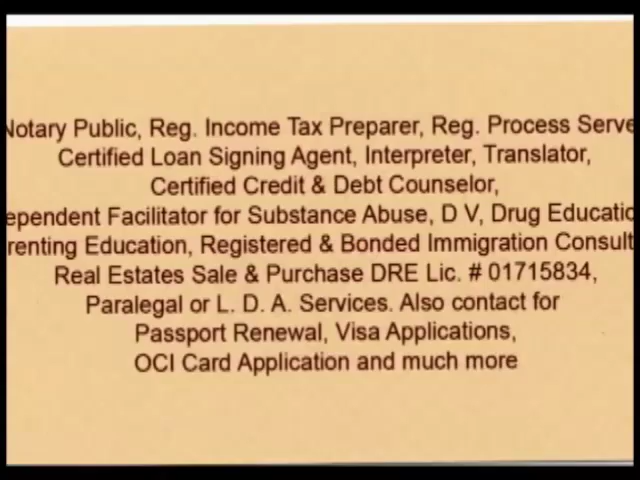 Notary Public, Reg. Income Tax Preparer, Reg. Process Serve
Certified Loan Signing Agent, Interpreter, Translator,
Certified Credit & Debt Counselor,
ependent Facilitator for Substance Abuse, D V, Drug Educatio
renting Education, Registered & Bonded Immigration Consult
Real Estates Sale & Purchase DRE Lic. # 01715834,
Paralegal or L. D. A. Services. Also contact for
Passport Renewal, Visa Applications,
OCI Card Application and much more